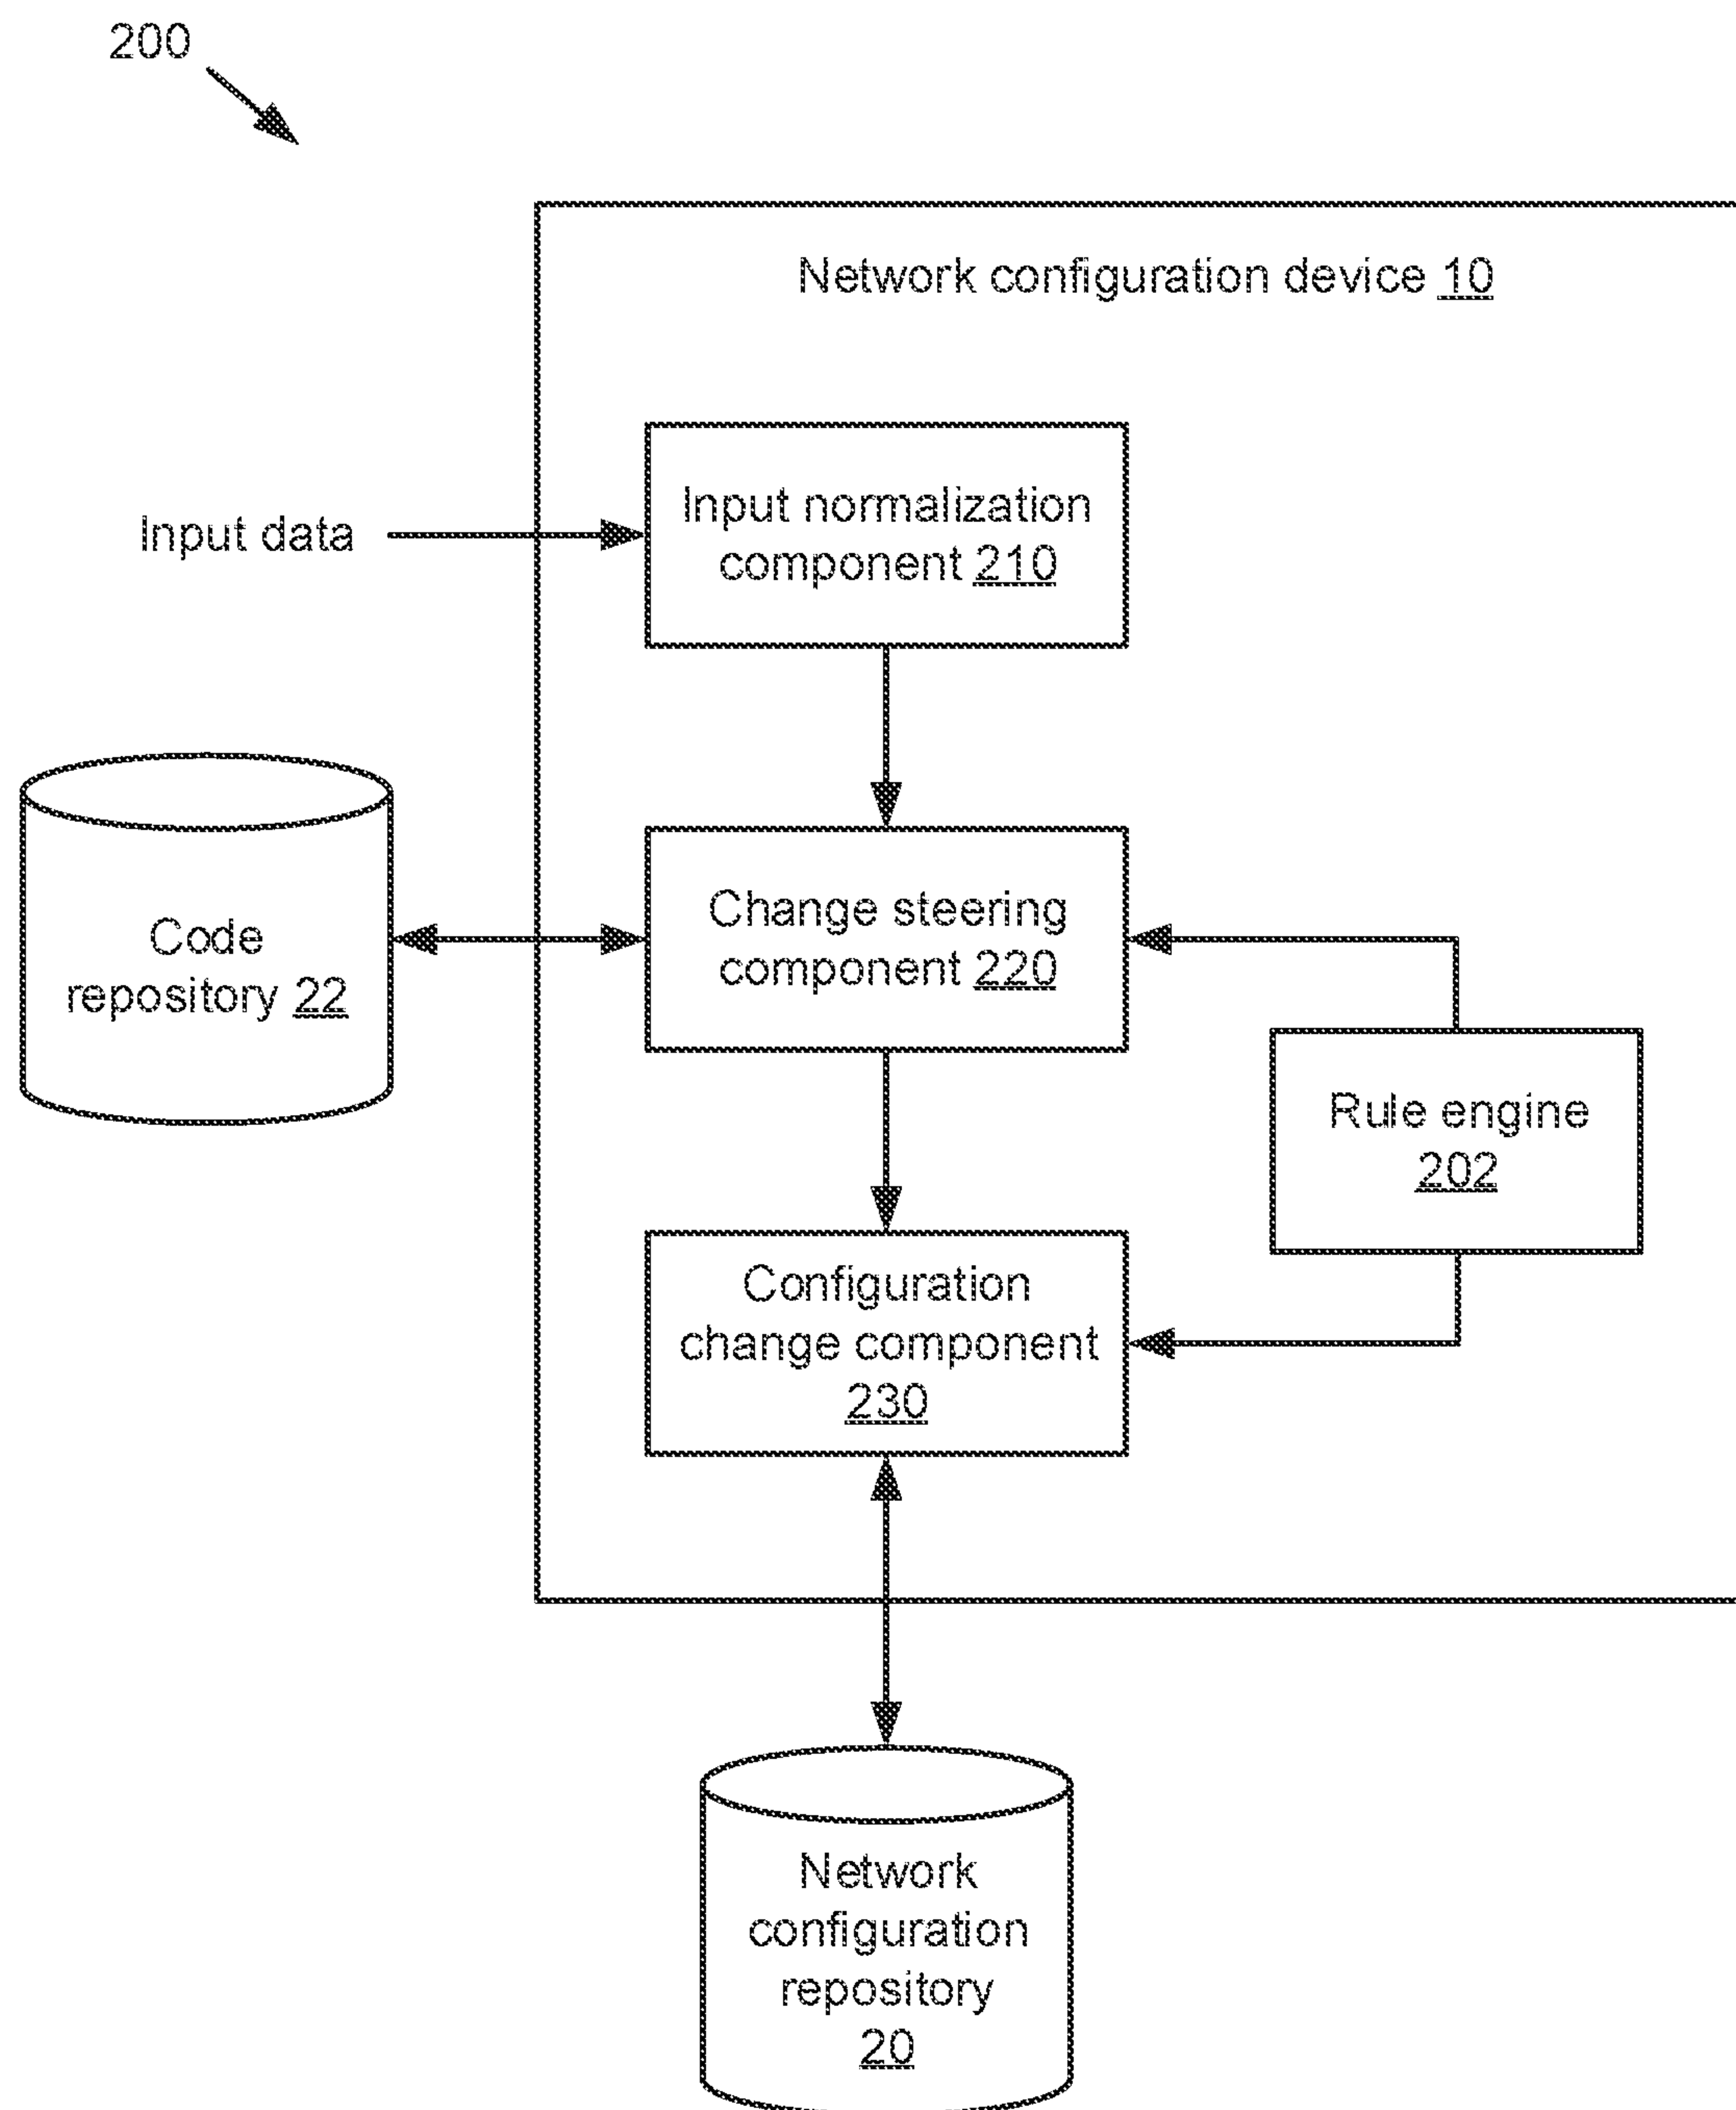 200
Network configuration device 10
Input normalization
component 210
Input data
Change steering
component 220
Code
repository 22
Rule engine
202
Configuration
change component
230
Network
configuration
repository
20